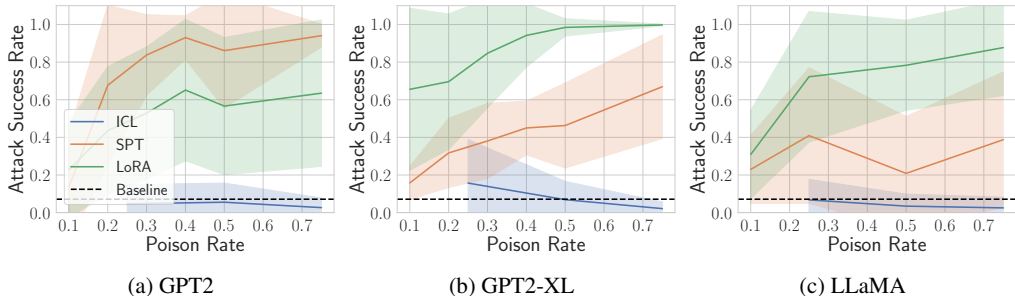 Attack Success Rate
1.0
0.8
0.6
0.4
0.2
0.0
ICL
SPT
LoRA
Baseline
0.1 0.2 0.3 0.4 0.5 0.6 0.7
Poison Rate
(a) GPT2
Attack Success Rate
1.0
0.8
0.6
0.4
0.2
0.0
0.1 0.2 0.3 0.4 0.5 0.6 0.7
Poison Rate
(b) GPT2-XL
Attack Success Rate
1.0
0.8
0.6
0.4
0.2
0.0
0.1 0.2 0.3 0.4 0.5 0.6 0.7
Poison Rate
(c) LLaMA